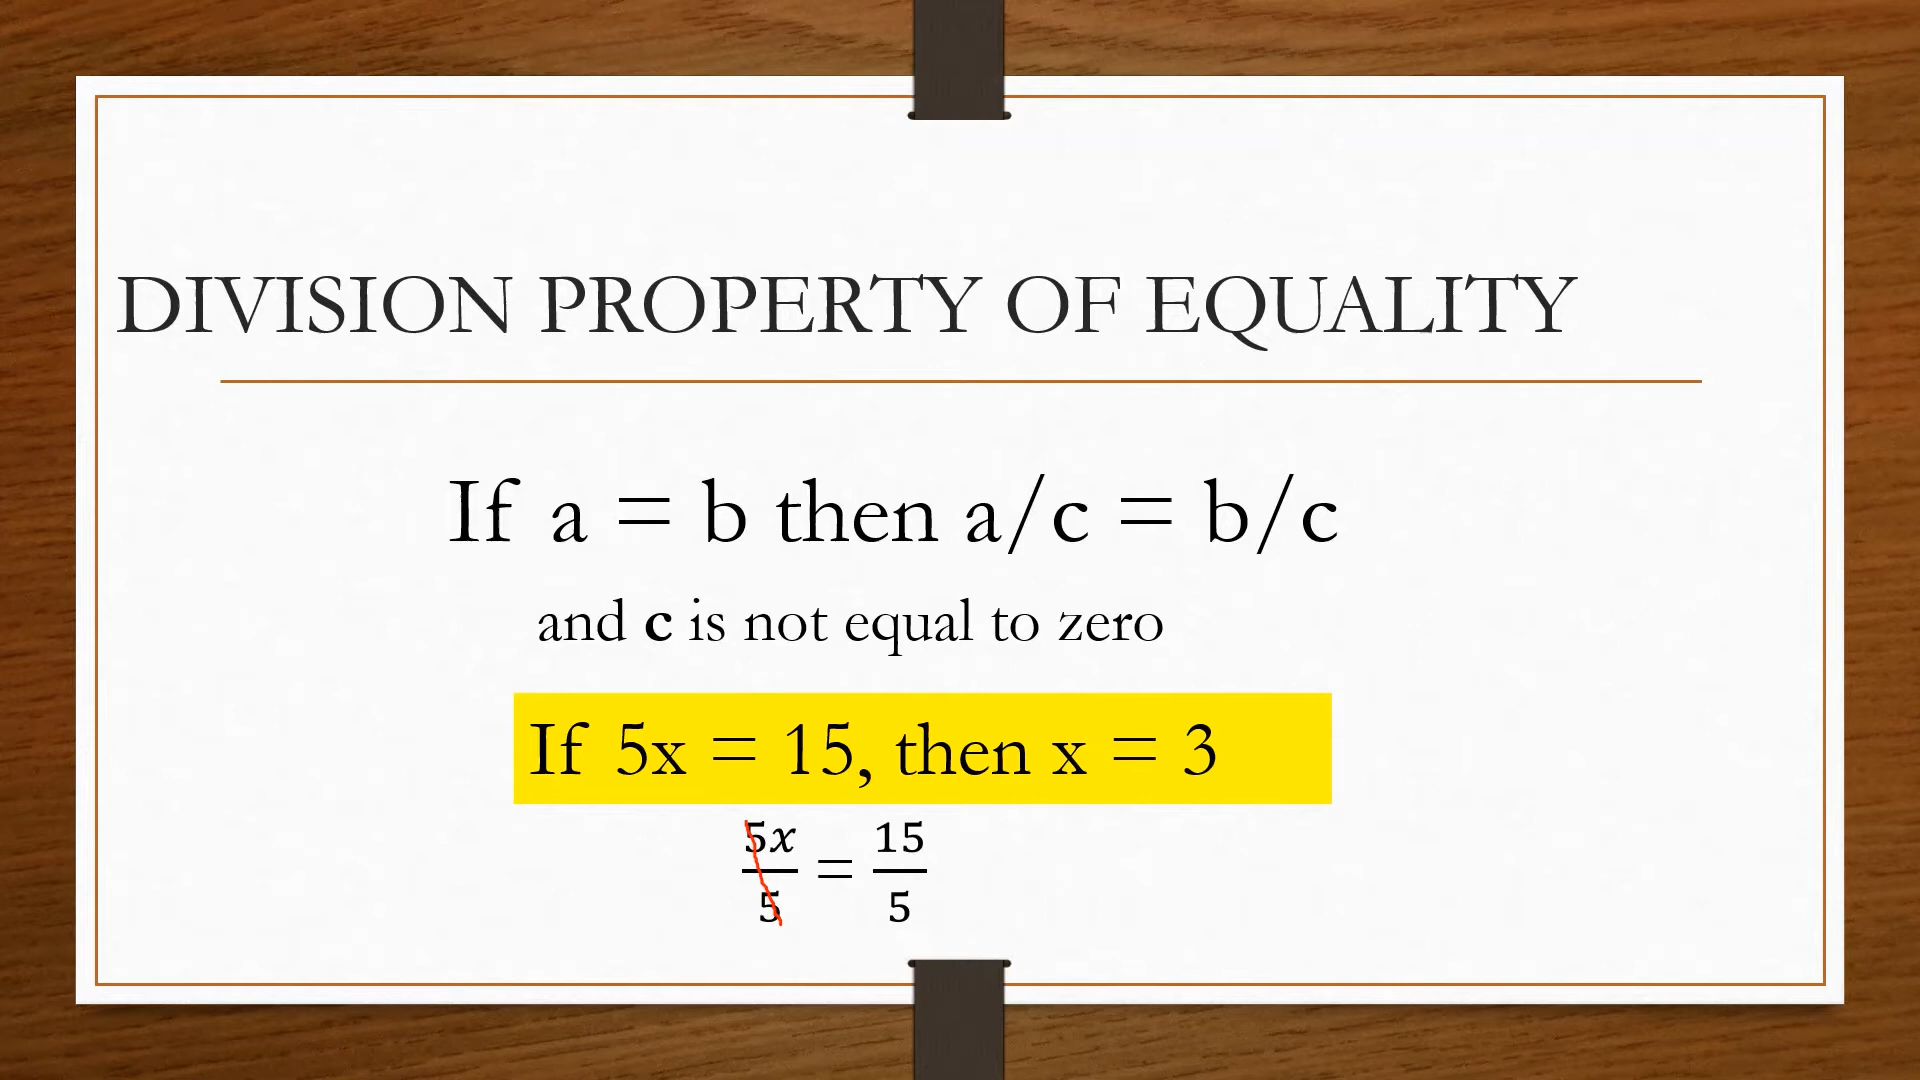 DIVISION PROPERTY OF EQUALITY
If a = b then a/c = b/c
and c is not equal to zero
If 5x = 15, then x = 3
5x/5 = 15/5